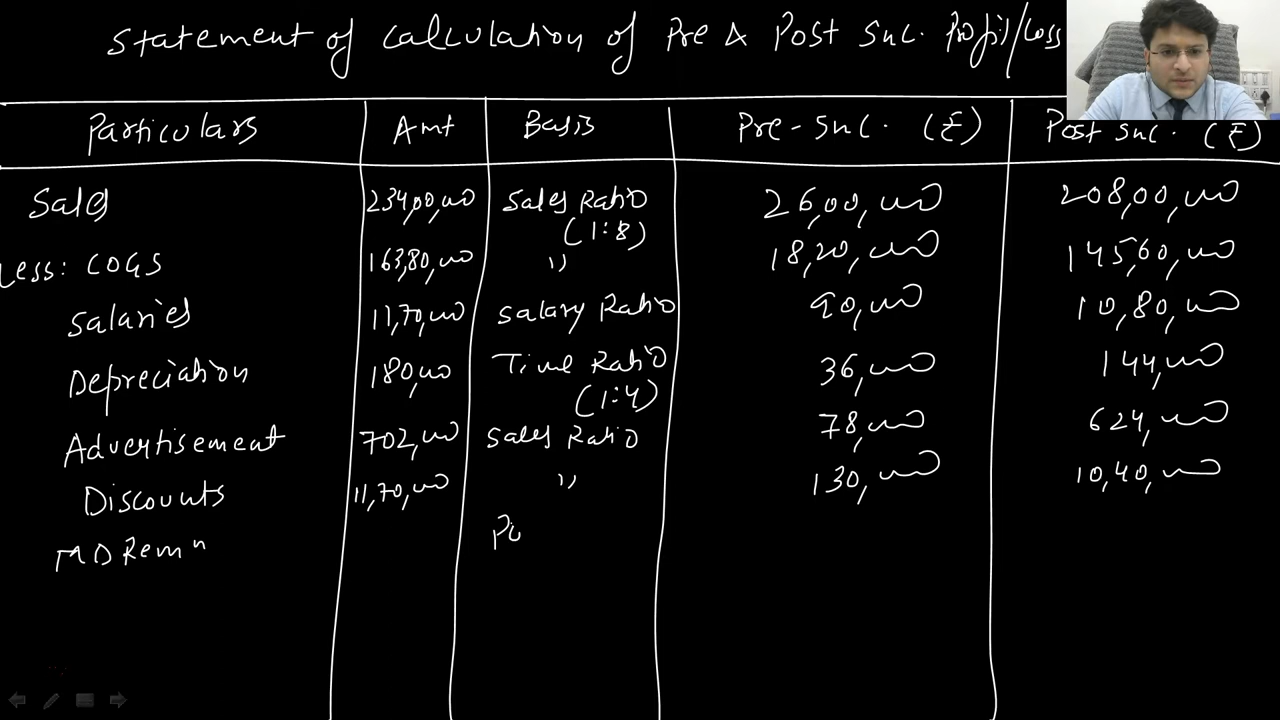 Statement of Calculation of Pre & Post Inc. Profit/Loss
Particulars Amt Basis Pre-Inc. (₹) Post Inc. (₹)
Sales 234,00,000 Sales Ratio 26,00,000 208,00,000
(1:8)
Less: COGS 163,80,000 " 18,20,000 145,60,000
Salaries 11,70,000 Salary Ratio 90,000 10,80,000
Depreciation 180,000 Time Ratio 36,000 144,000
(1:4)
Advertisement 702,000 Sales Ratio 78,000 624,000
Discounts 11,70,000 " 130,000 10,40,000
MD Remn Po